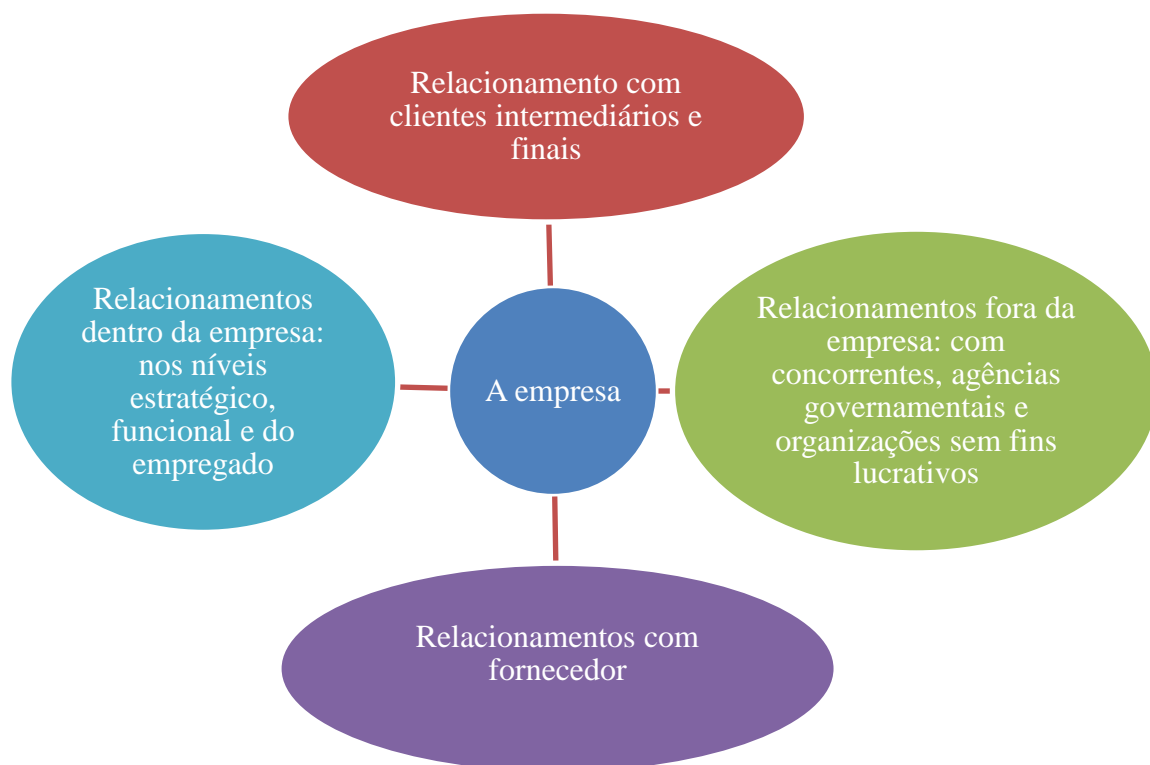 Relacionamento com
clientes intermediários e
finais
Relacionamentos
dentro da empresa:
nos níveis
estratégico,
funcional e do
empregado
A empresa
Relacionamentos fora da
empresa: com
concorrentes, agências
governamentais e
organizações sem fins
lucrativos
Relacionamentos com
fornecedor